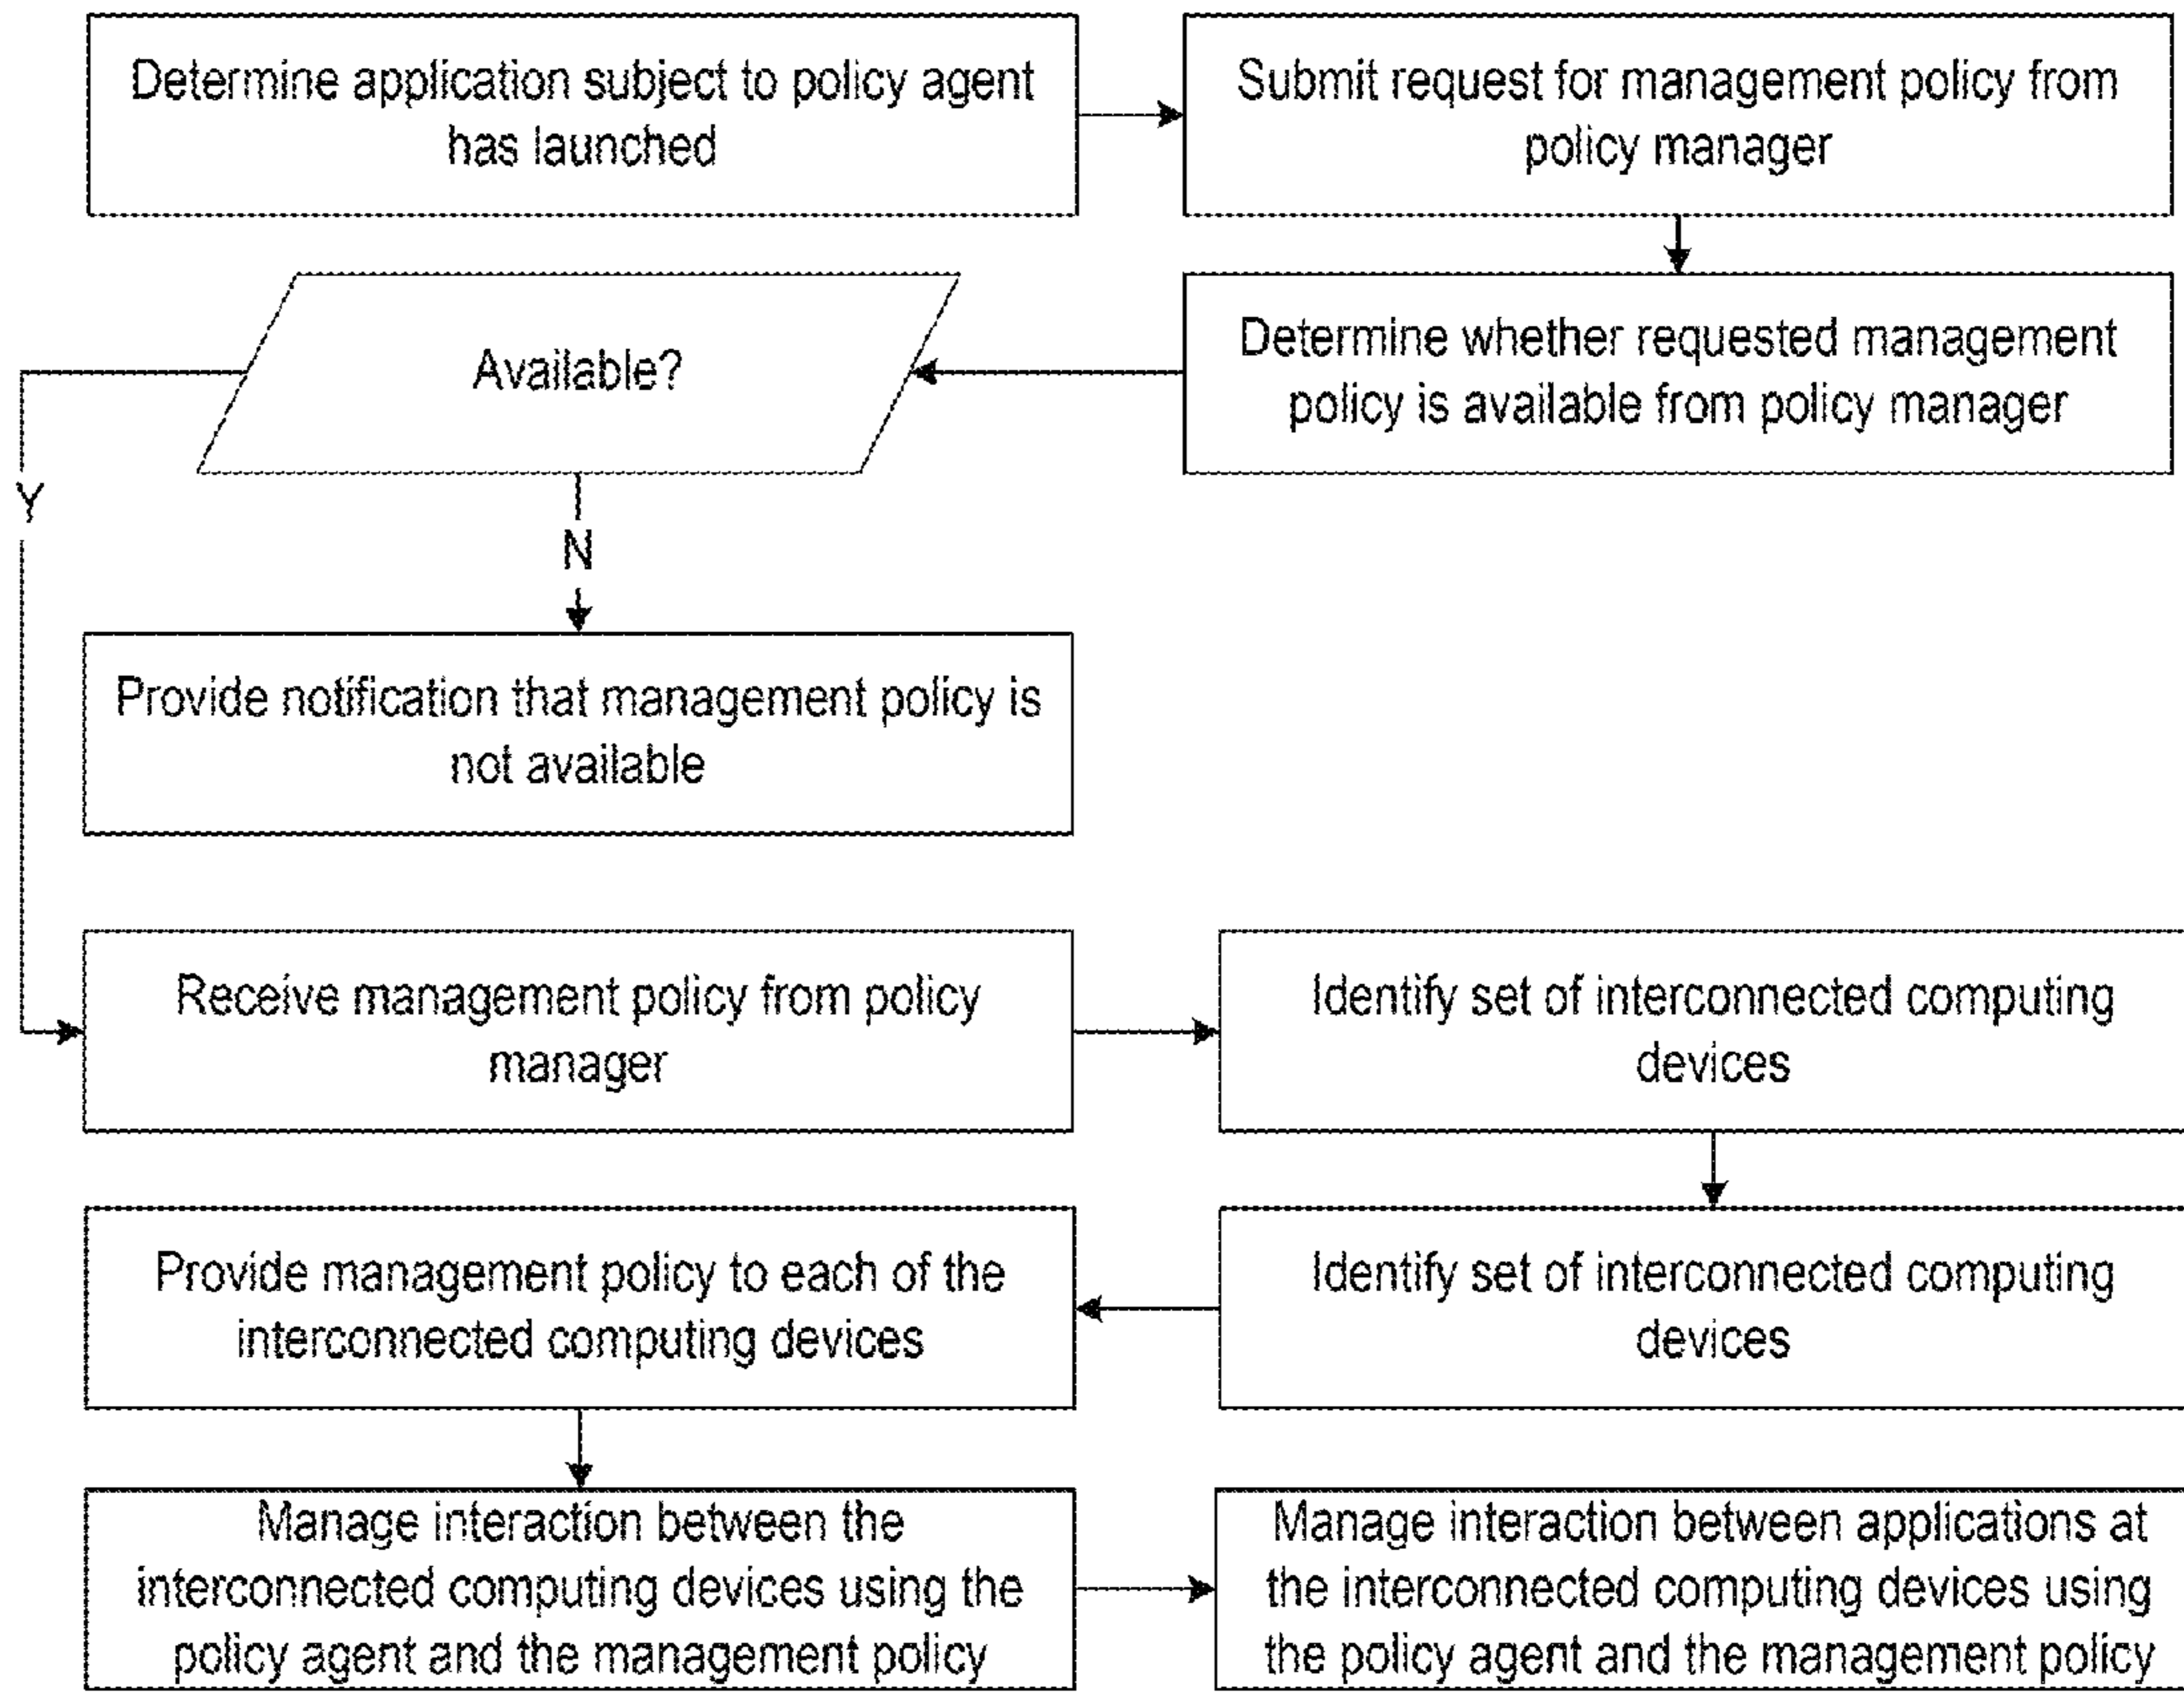 Determine application subject to policy agent
has launched
Submit request for management policy from
policy manager
Determine whether requested management
policy is available from policy manager
Available?
Y
N
Provide notification that management policy is
not available
Receive management policy from policy
manager
Identify set of interconnected computing
devices
Identify set of interconnected computing
devices
Provide management policy to each of the
interconnected computing devices
Manage interaction between the
interconnected computing devices using the
policy agent and the management policy
Manage interaction between applications at
the interconnected computing devices using
the policy agent and the management policy